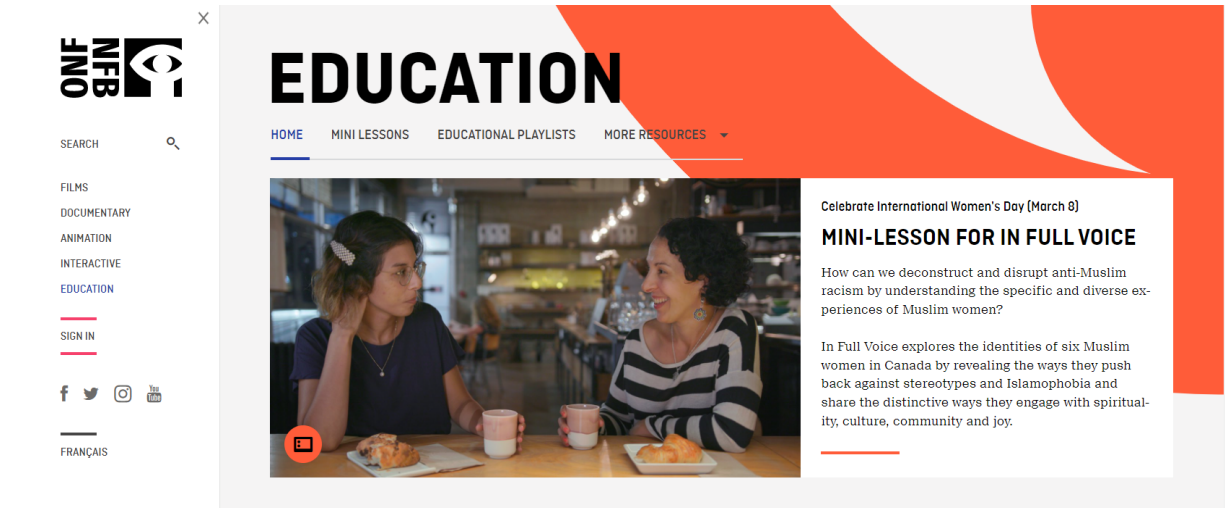 ONF
NFB
SEARCH
FILMS
DOCUMENTARY
ANIMATION
INTERACTIVE
EDUCATION
SIGN IN
f
You
Tube
FRANÇAIS
EDUCATION
HOME MINI LESSONS EDUCATIONAL PLAYLISTS MORE RESOURCES
Celebrate International Women's Day (March 8)
MINI-LESSON FOR IN FULL VOICE
How can we deconstruct and disrupt anti-Muslim
racism by understanding the specific and diverse ex-
periences of Muslim women?
In Full Voice explores the identities of six Muslim
women in Canada by revealing the ways they push
back against stereotypes and Islamophobia and
share the distinctive ways they engage with spiritual-
ity, culture, community and joy.